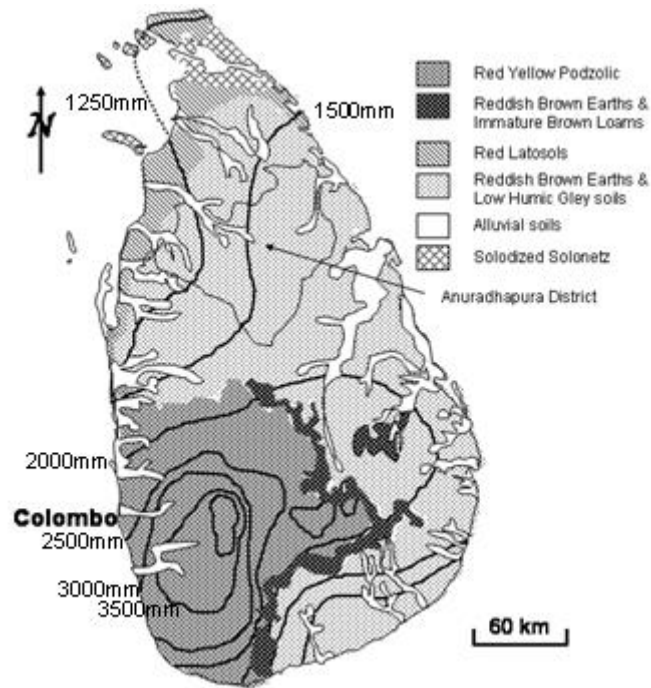 1250mm
1500mm
N
Red Yellow Podzolic
Reddish Brown Earths &
Immature Brown Loams
Red Latosols
Reddish Brown Earths &
Low Humic Gley soils
Alluvial soils
Solodized Solonetz
Anuradhapura District
2000mm
Colombo
2500mm
3000mm
3500mm
60 km